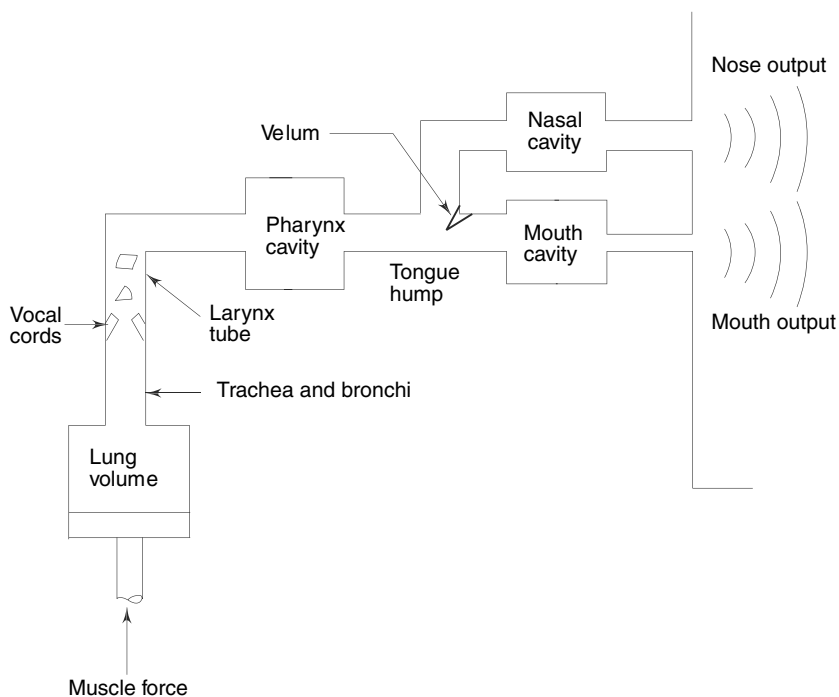 Nose output
Nasal
cavity
Velum
Pharynx
cavity
Mouth
cavity
Tongue
hump
Vocal
cords
Larynx
tube
Mouth output
Trachea and bronchi
Lung
volume
Muscle force